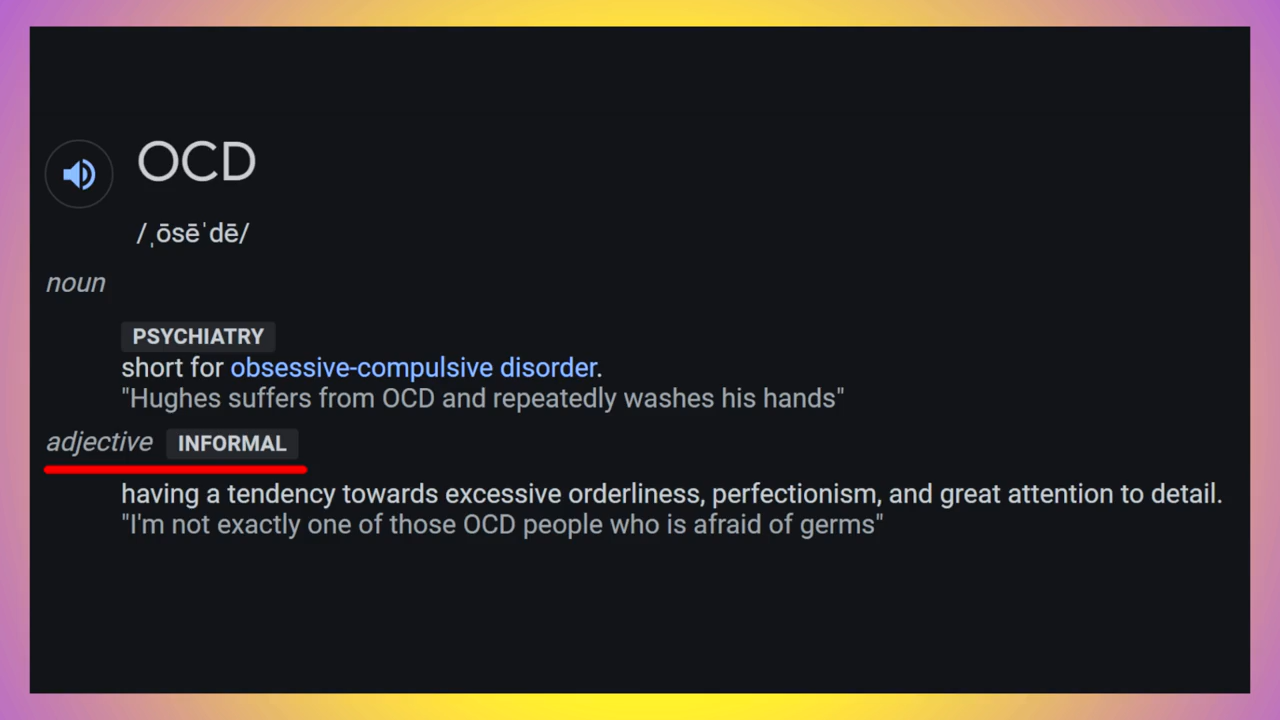 OCD
/ˌōsēˈdē/
noun
PSYCHIATRY
short for obsessive-compulsive disorder.
"Hughes suffers from OCD and repeatedly washes his hands"
adjective INFORMAL
having a tendency towards excessive orderliness, perfectionism, and great attention to detail.
"I'm not exactly one of those OCD people who is afraid of germs"